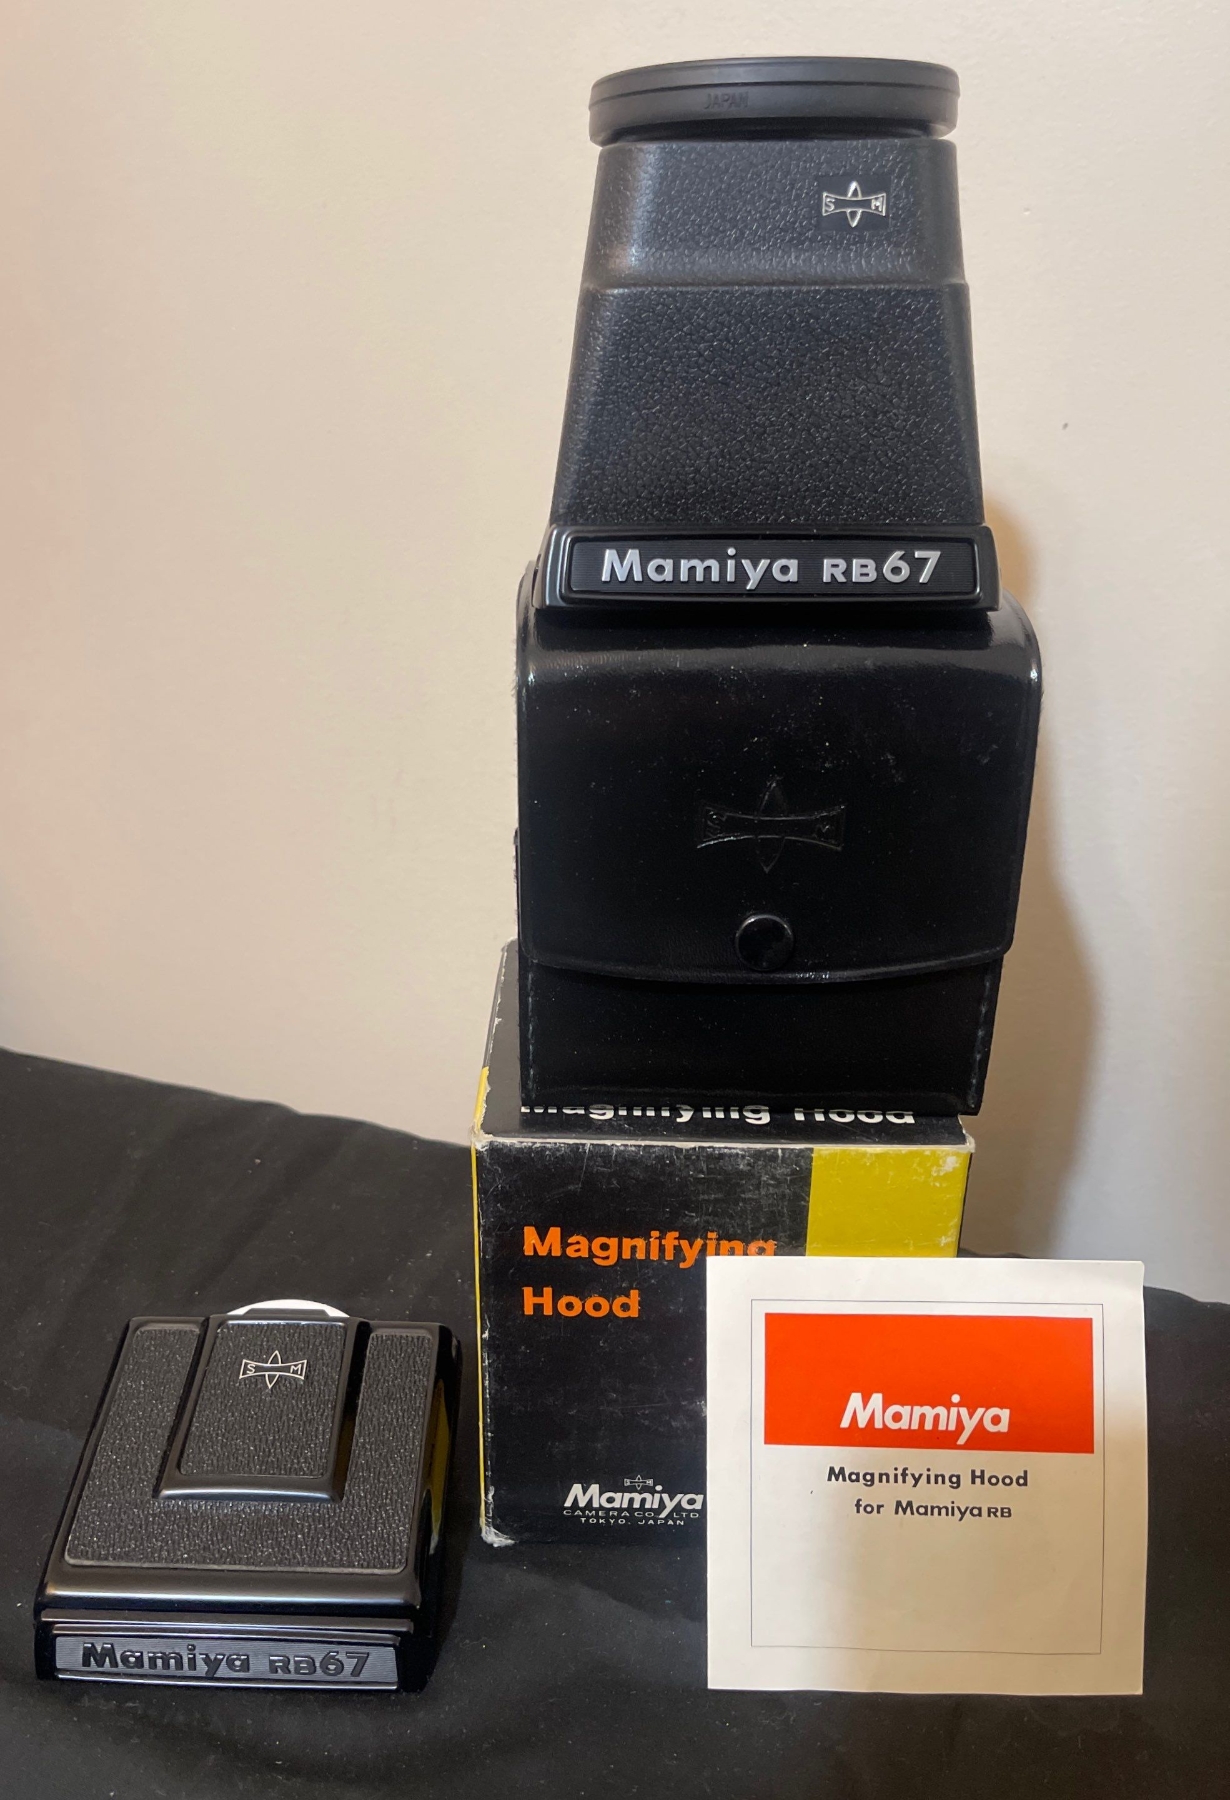 JAPAN
S M
Mamiya RB67
S M
Magnifying Hood
Magnifying
Hood
S M
Mamiya
CAMERA CO., LTD.
TOKYO, JAPAN
Mamiya
Magnifying Hood
for Mamiya RB
S M
Mamiya RB67